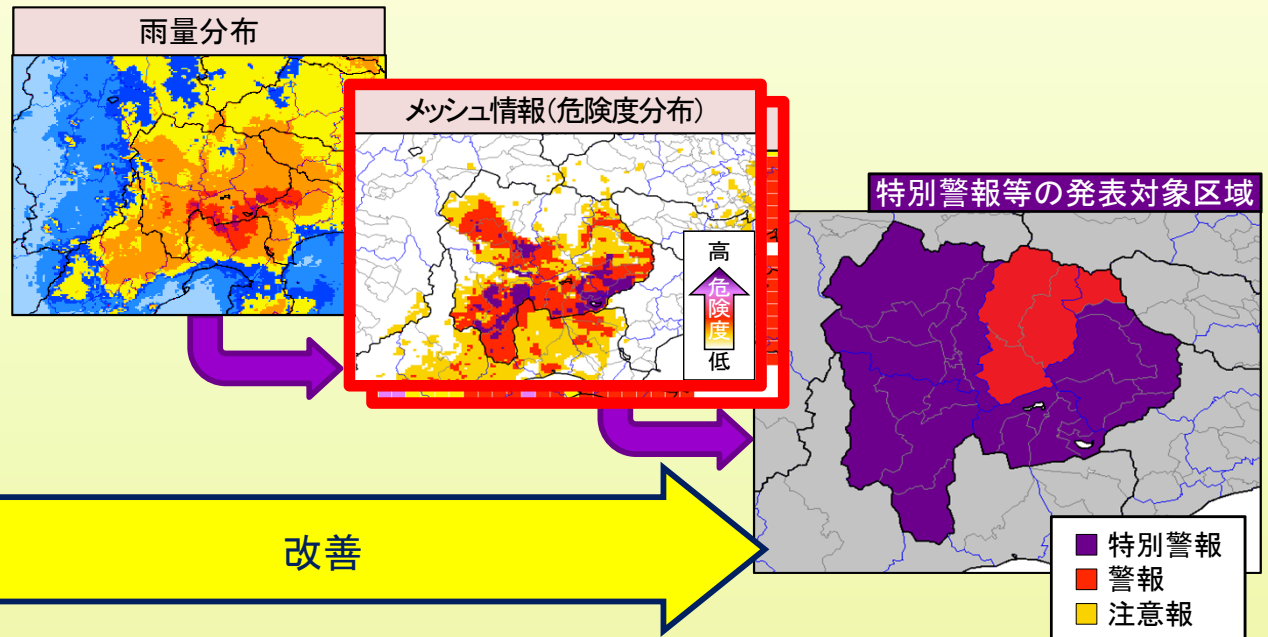 雨量分布
メッシュ情報(危険度分布)
高
危険度
低
特別警報等の発表対象区域
特別警報
警報
注意報
改善